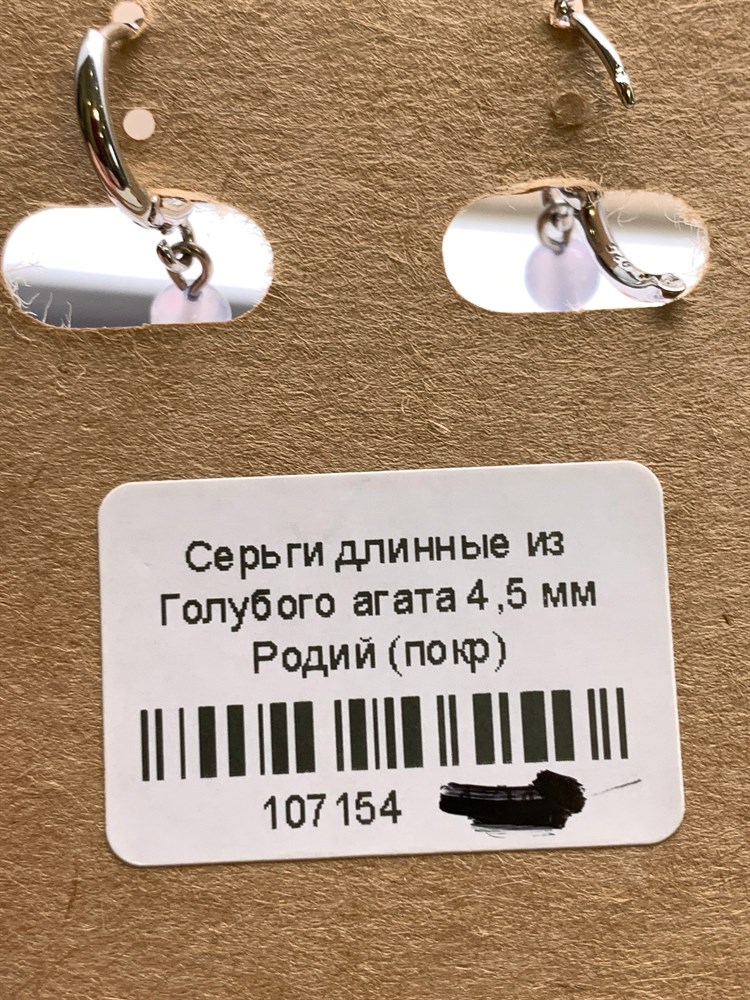 Серьги длинные из
Голубого агата 4,5 мм
Родий (покр)
107154